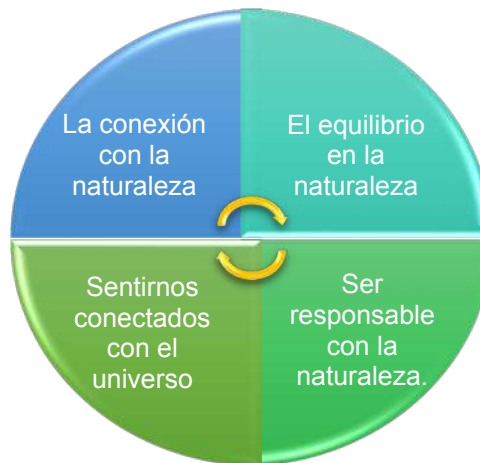 La conexión
con la
naturaleza
El equilibrio
en la
naturaleza
Sentirnos
conectados
con el
universo
Ser
responsable
con la
naturaleza.